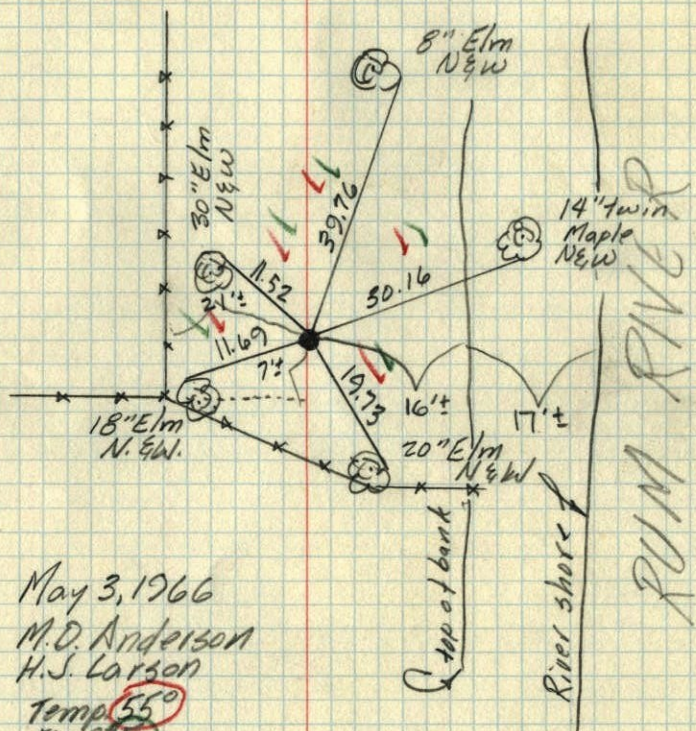 8" Elm
N&W
30" Elm
N&W
39.76
14" twin
Maple
N&W
11.52
30.16
21'±
11.69
7'±
19.73
16'±
17'±
18" Elm
N. &W.
20" Elm
N&W
top of bank
River shore
RUM RIVER
May 3, 1966
M.D. Anderson
H.J. Larson
Temp. 55°